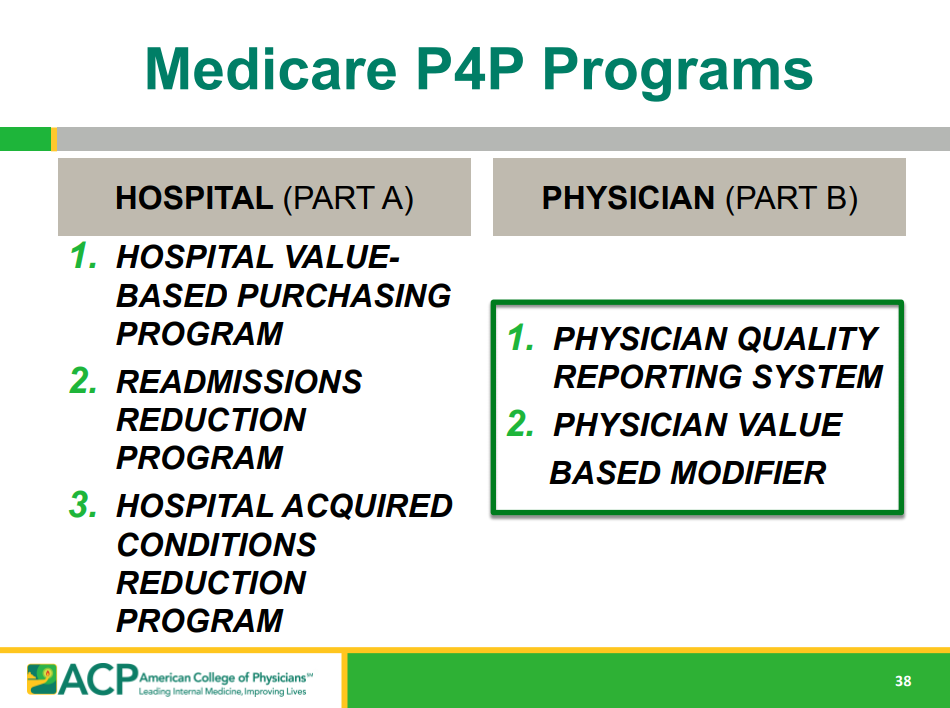 Medicare P4P Programs
HOSPITAL (PART A)
1. HOSPITAL VALUE-
BASED PURCHASING
PROGRAM
2. READMISSIONS
REDUCTION
PROGRAM
3. HOSPITAL ACQUIRED
CONDITIONS
REDUCTION
PROGRAM
PHYSICIAN (PART B)
1. PHYSICIAN QUALITY
REPORTING SYSTEM
2. PHYSICIAN VALUE
BASED MODIFIER
ACP American College of Physicians℠
Leading Internal Medicine, Improving Lives
38